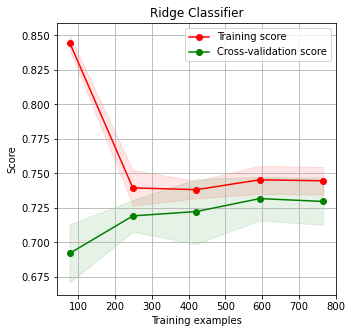 Ridge Classifier
Training score
Cross-validation score
Score
0.850
0.825
0.800
0.775
0.750
0.725
0.700
0.675
100 200 300 400 500 600 700 800
Training examples